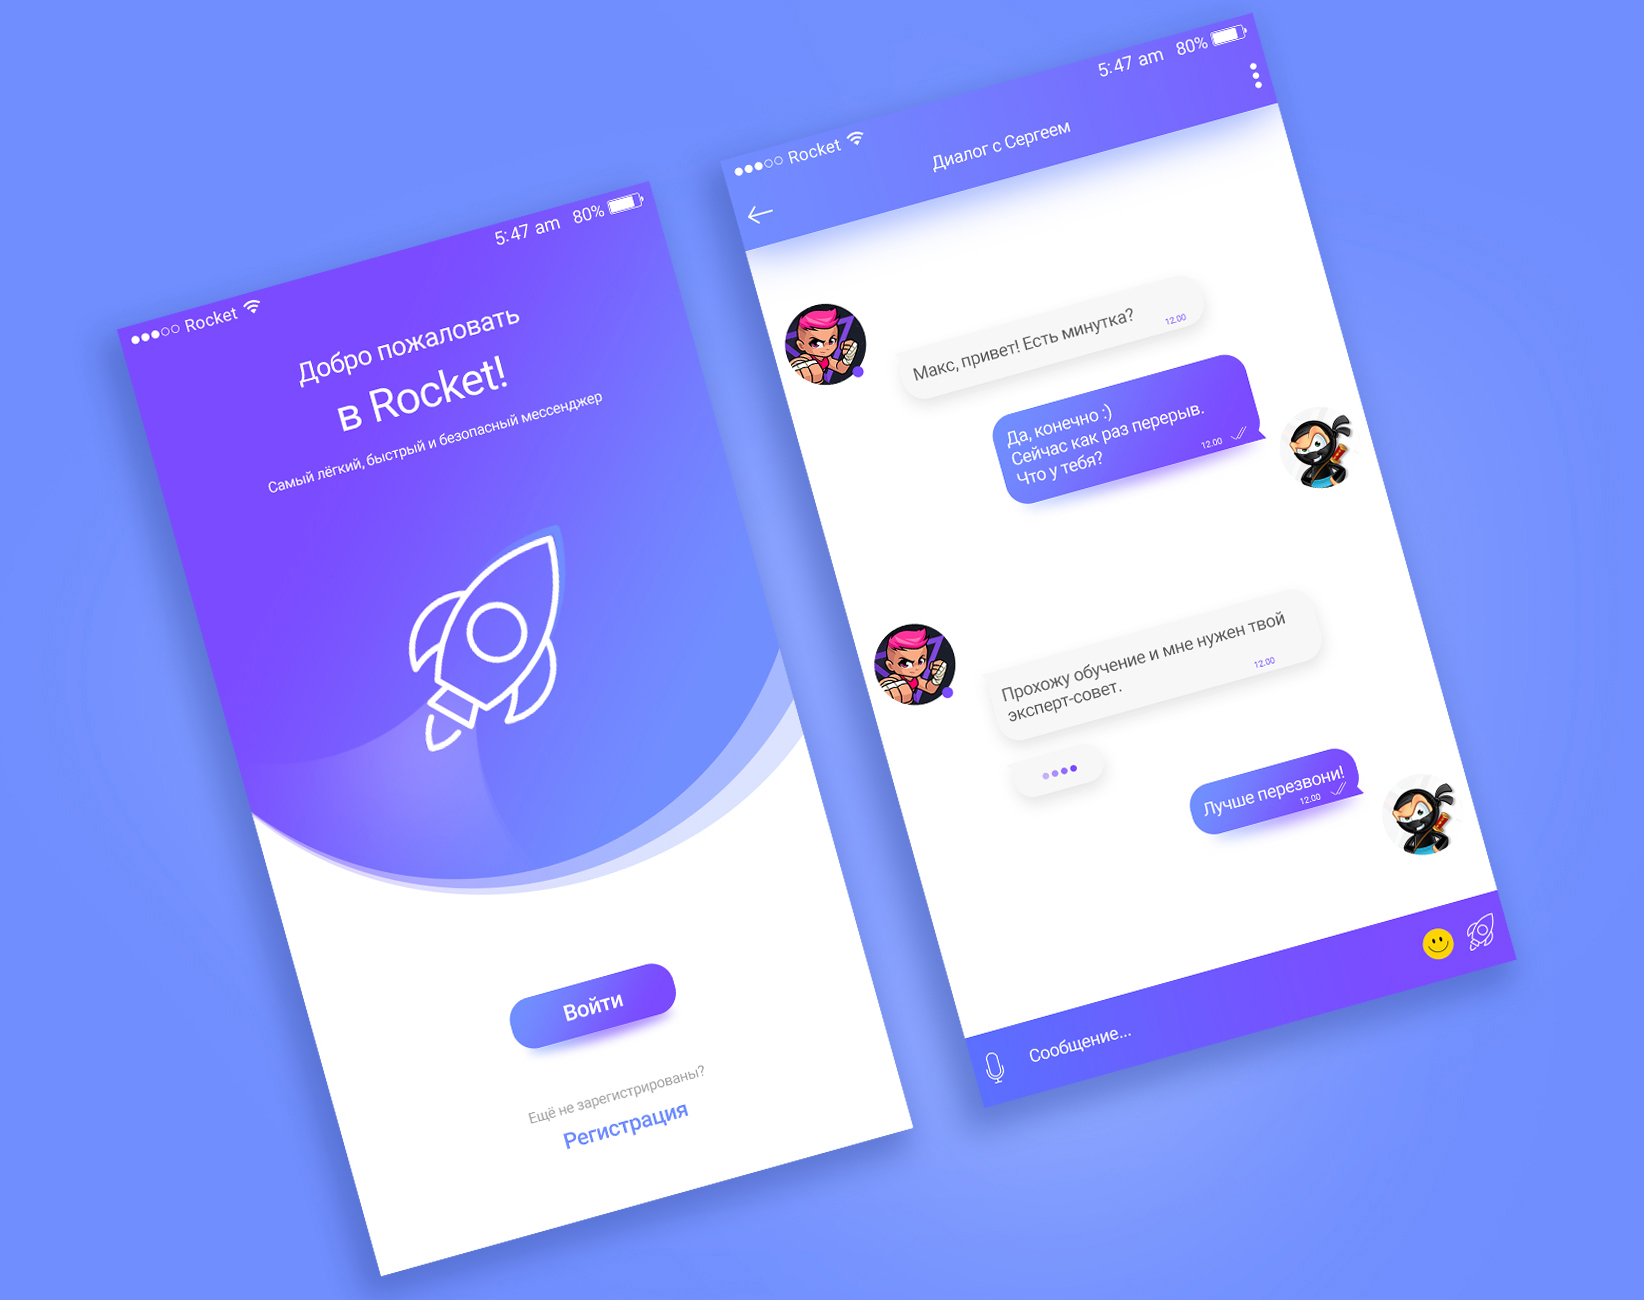 Rocket
5:47 am 80%
Добро пожаловать
в Rocket!
Самый лёгкий, быстрый и безопасный мессенджер
Войти
Ещё не зарегистрированы?
Регистрация
Rocket
5:47 am 80%
Диалог с Сергеем
Макс, привет! Есть минутка?
12.00
Да, конечно :)
Сейчас как раз перерыв.
Что у тебя?
12.00
Прохожу обучение и мне нужен твой
эксперт-совет.
12.00
Лучше перезвони!
12.00
Сообщение...